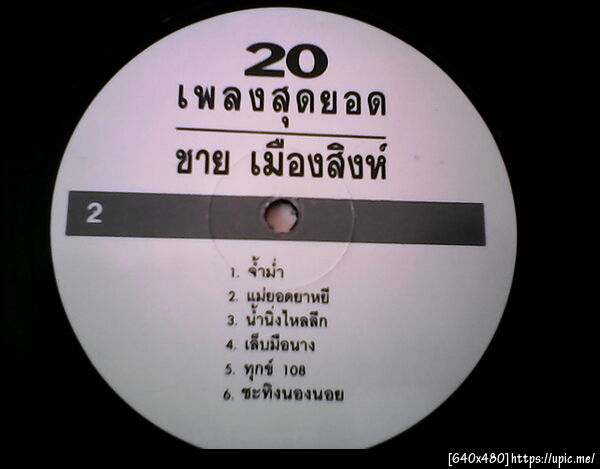 20
เพลงสุดยอด
ชาย เมืองสิงห์
2
1. จ้ำม่ำ
2. แม่ยอดยาหยี
3. น้ำนิ่งไหลลึก
4. เล็บมือนาง
5. ทุกข์ 108
6. ชะทิงนองนอย
[640x480]https://upic.me/